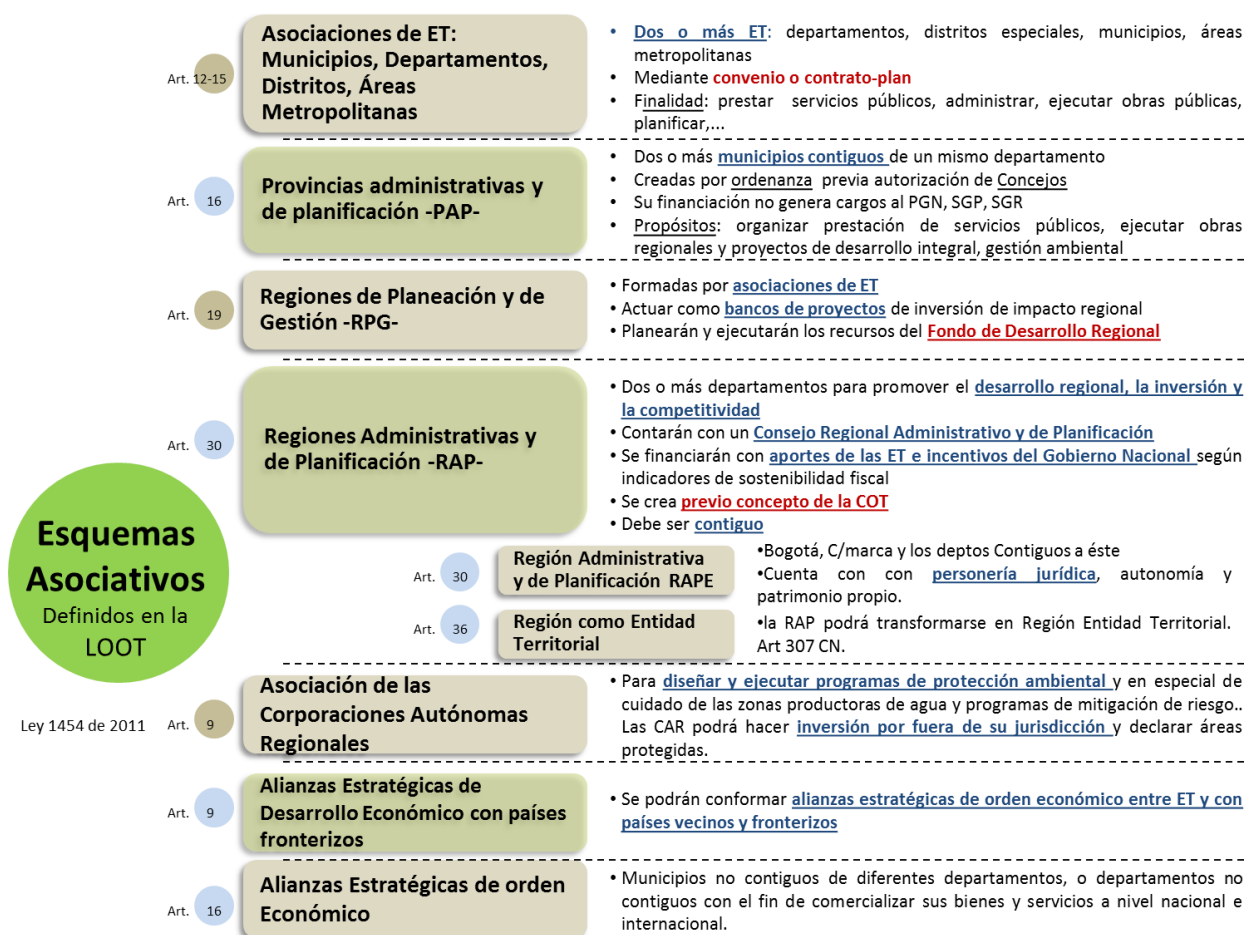 Esquemas
Asociativos
Definidos en la
LOOT
Ley 1454 de 2011
Art. 12-15
Asociaciones de ET:
Municipios, Departamentos,
Distritos, Áreas
Metropolitanas
• Dos o más ET: departamentos, distritos especiales, municipios, áreas
metropolitanas
• Mediante convenio o contrato-plan
• Finalidad: prestar servicios públicos, administrar, ejecutar obras públicas,
planificar,...
Art. 16
Provincias administrativas y
de planificación -PAP-
• Dos o más municipios contiguos de un mismo departamento
• Creadas por ordenanza previa autorización de Concejos
• Su financiación no genera cargos al PGN, SGP, SGR
• Propósitos: organizar prestación de servicios públicos, ejecutar obras
regionales y proyectos de desarrollo integral, gestión ambiental
Art. 19
Regiones de Planeación y de
Gestión -RPG-
• Formadas por asociaciones de ET
• Actuar como bancos de proyectos de inversión de impacto regional
• Planearán y ejecutarán los recursos del Fondo de Desarrollo Regional
Art. 30
Regiones Administrativas y
de Planificación -RAP-
• Dos o más departamentos para promover el desarrollo regional, la inversión y
la competitividad
• Contarán con un Consejo Regional Administrativo y de Planificación
• Se financiarán con aportes de las ET e incentivos del Gobierno Nacional según
indicadores de sostenibilidad fiscal
• Se crea previo concepto de la COT
• Debe ser contiguo
Art. 30
Región Administrativa
y de Planificación RAPE
•Bogotá, C/marca y los deptos Contiguos a éste
•Cuenta con con personería jurídica, autonomía y
patrimonio propio.
Art. 36
Región como Entidad
Territorial
•la RAP podrá transformarse en Región Entidad Territorial.
Art 307 CN.
Art. 9
Asociación de las
Corporaciones Autónomas
Regionales
• Para diseñar y ejecutar programas de protección ambiental y en especial de
cuidado de las zonas productoras de agua y programas de mitigación de riesgo..
Las CAR podrá hacer inversión por fuera de su jurisdicción y declarar áreas
protegidas.
Art. 9
Alianzas Estratégicas de
Desarrollo Económico con países
fronterizos
• Se podrán conformar alianzas estratégicas de orden económico entre ET y con
países vecinos y fronterizos
Art. 16
Alianzas Estratégicas de orden
Económico
• Municipios no contiguos de diferentes departamentos, o departamentos no
contiguos con el fin de comercializar sus bienes y servicios a nivel nacional e
internacional.